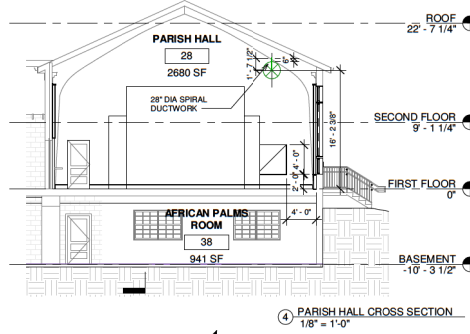 ROOF
22' - 7 1/4"
PARISH HALL
28
2680 SF
1' - 7 1/2"
6"
28" DIA SPIRAL
DUCTWORK
SECOND FLOOR
9' - 1 1/4"
16' - 2 3/8"
4' - 0"
2' - 0"
FIRST FLOOR
0"
4' - 0"
AFRICAN PALMS
ROOM
38
941 SF
BASEMENT
-10' - 3 1/2"
4
PARISH HALL CROSS SECTION
1/8" = 1'-0"